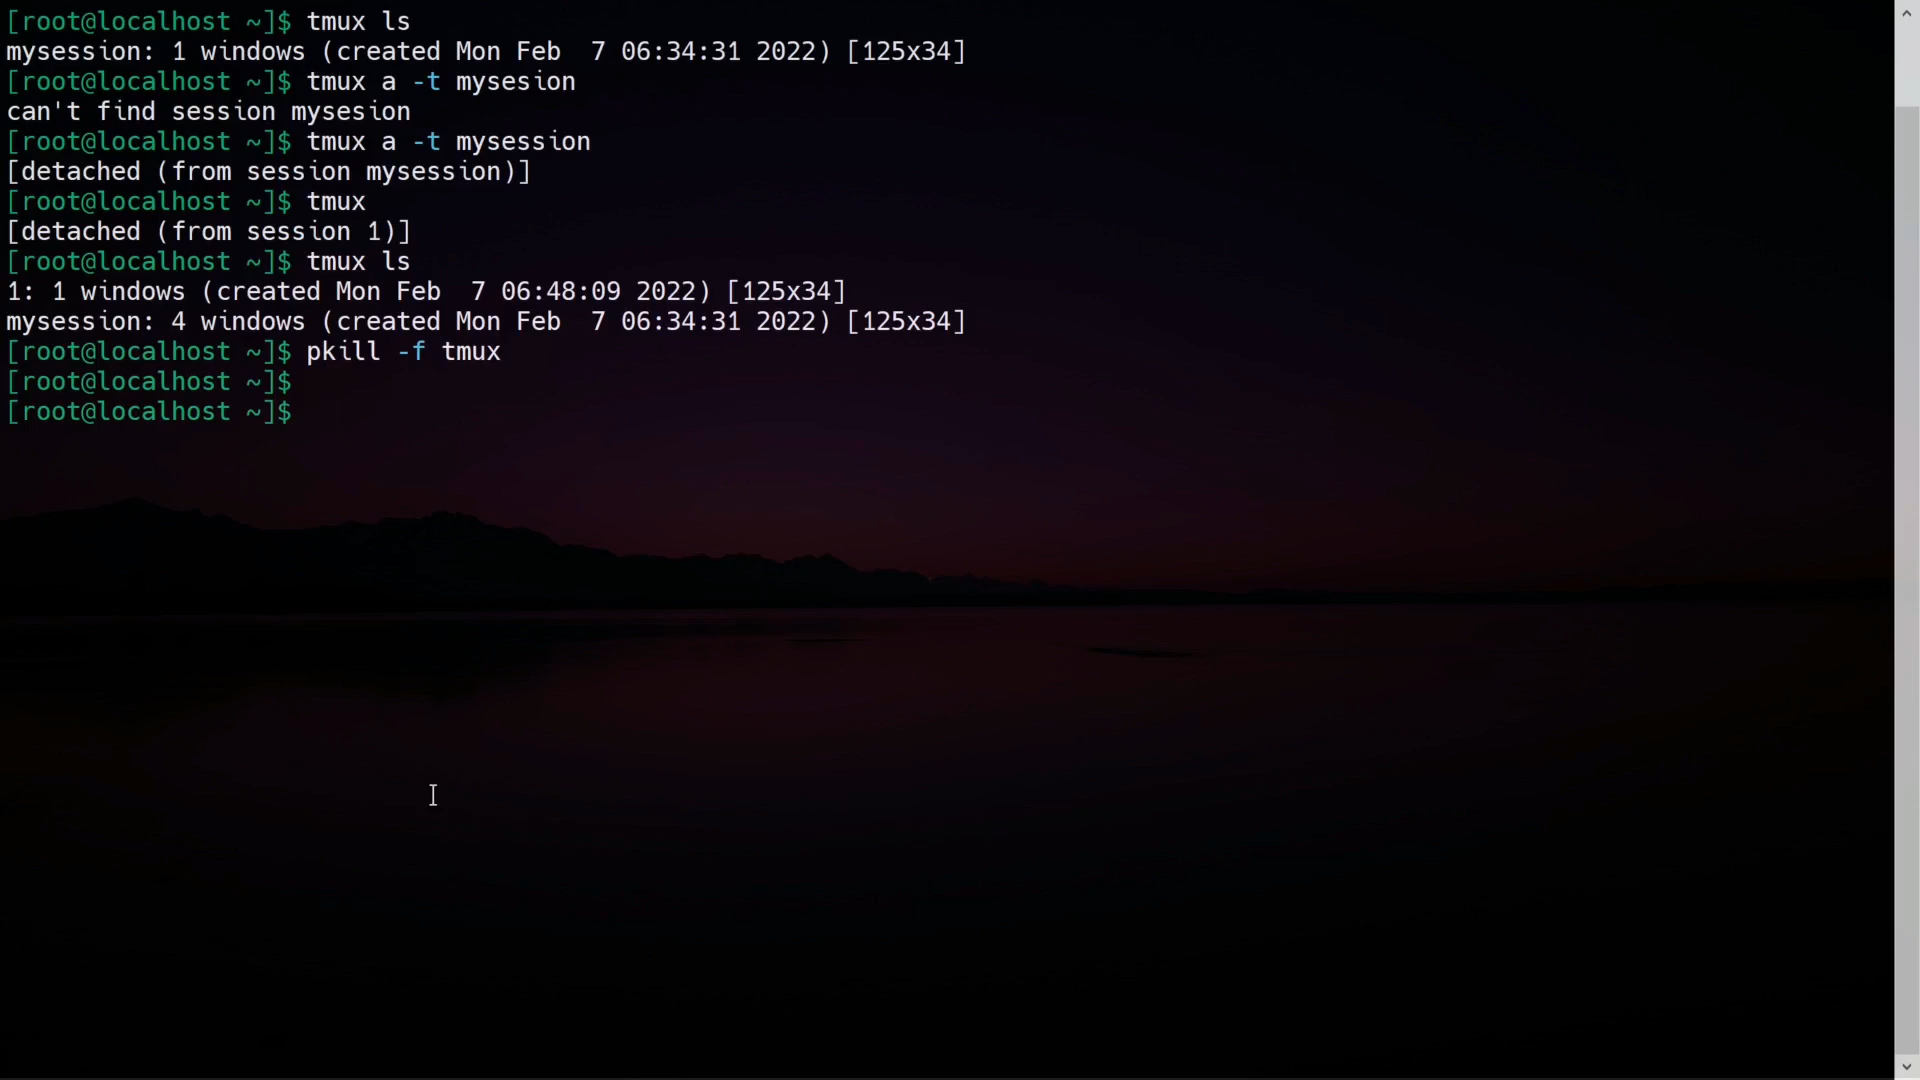 [root@localhost ~]$ tmux ls
mysession: 1 windows (created Mon Feb  7 06:34:31 2022) [125x34]
[root@localhost ~]$ tmux a -t mysesion
can't find session mysesion
[root@localhost ~]$ tmux a -t mysession
[detached (from session mysession)]
[root@localhost ~]$ tmux
[detached (from session 1)]
[root@localhost ~]$ tmux ls
1: 1 windows (created Mon Feb  7 06:48:09 2022) [125x34]
mysession: 4 windows (created Mon Feb  7 06:34:31 2022) [125x34]
[root@localhost ~]$ pkill -f tmux
[root@localhost ~]$
[root@localhost ~]$